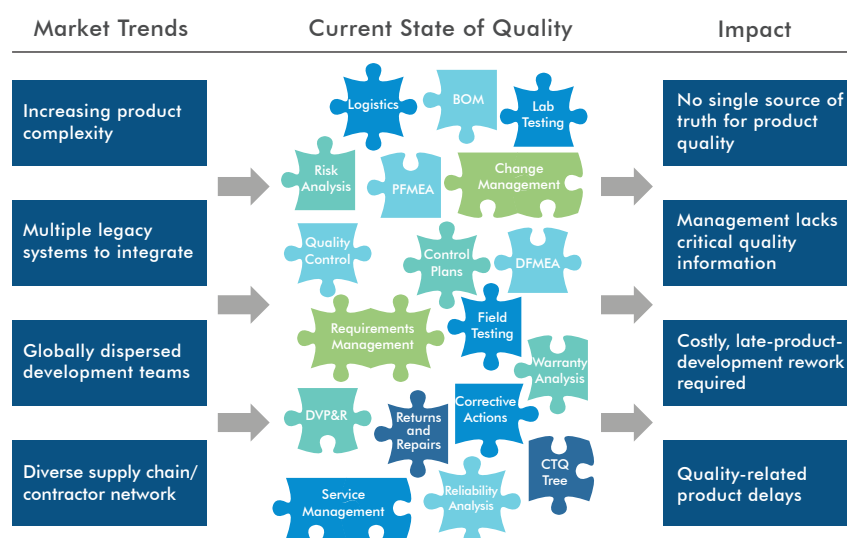 Market Trends
Current State of Quality
Impact
Increasing product
complexity
Multiple legacy
systems to integrate
Globally dispersed
development teams
Diverse supply chain/
contractor network
Logistics
BOM
Lab
Testing
Risk
Analysis
PFMEA
Change
Management
Quality
Control
Control
Plans
DFMEA
Requirements
Management
Field
Testing
Warranty
Analysis
DVP&R
Returns
and
Repairs
Corrective
Actions
CTQ
Tree
Service
Management
Reliability
Analysis
No single source of
truth for product
quality
Management lacks
critical quality
information
Costly, late-product-
development rework
required
Quality-related
product delays